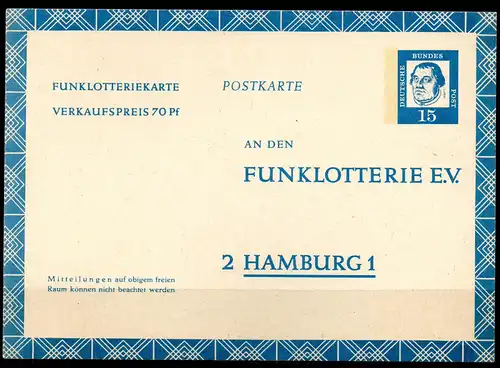 FUNKLOTTERIEKARTE
VERKAUFSPREIS 70 Pf
POSTKARTE
DEUTSCHE
BUNDES
POST
15
AN DEN
FUNKLOTTERIE E.V.
2 HAMBURG 1
Mitteilungen auf obigem freien
Raum können nicht beachtet werden